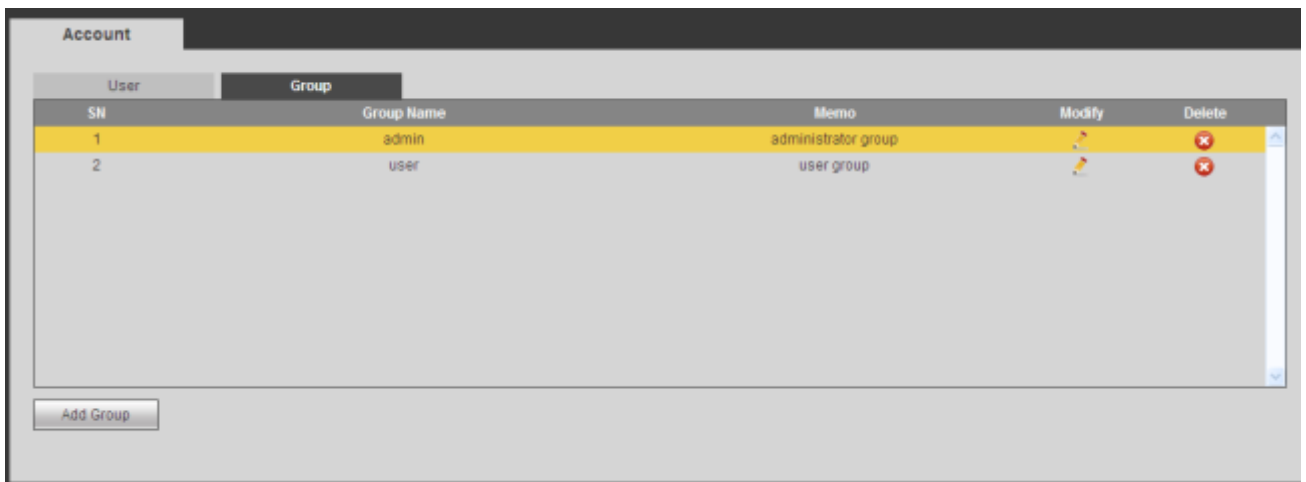 Account
User Group
SN Group Name Memo Modify Delete
1 admin administrator group
2 user user group
Add Group